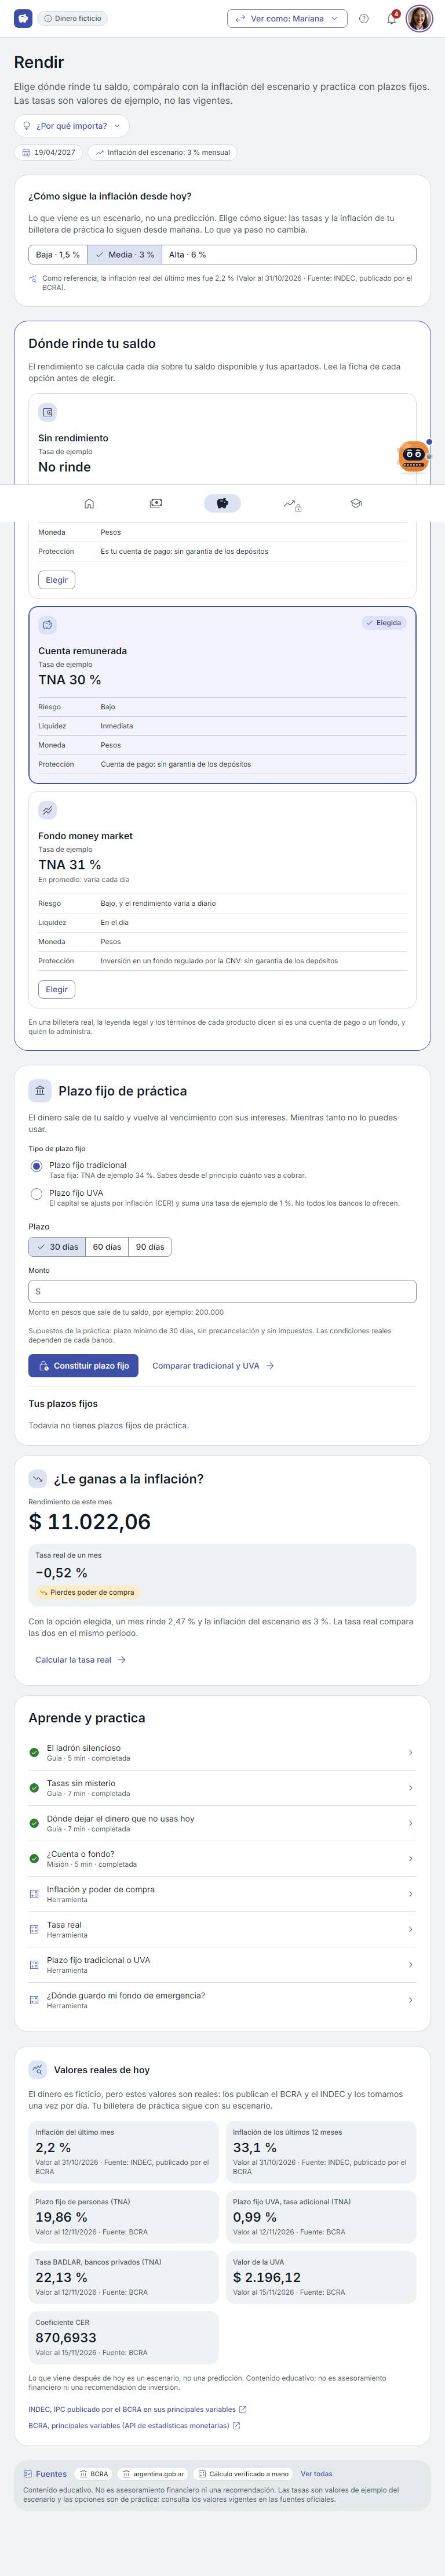 Dinero ficticio
Ver como: Mariana
4
Rendir
Elige dónde rinde tu saldo, compáralo con la inflación y practica con plazos fijos.
Las tasas son valores de ejemplo, no las vigentes.
¿Por qué importa?
19/04/2027
Inflación del escenario: 3 % mensual
¿Cómo sigue la inflación desde hoy?
Lo que viene es un escenario, no una predicción. Elige cómo sigue: las tasas y la inflación de tu
billetera de práctica lo siguen desde mañana. Lo que ya pasó no cambia.
Baja · 1,5 %
Media · 3 %
Alta · 6 %
Como referencia, la inflación real del último mes fue 2,2 % (Valor al 31/10/2026 · Fuente: INDEC, publicado por el
BCRA).
Dónde rinde tu saldo
El rendimiento se calcula cada día sobre tu saldo disponible y tus apartados. Lee la ficha de cada
opción antes de elegir.
Sin rendimiento
Tasa de ejemplo
No rinde
Moneda Pesos
Protección Es tu cuenta de pago: sin garantía de los depósitos
Elegir
Elegida
Cuenta remunerada
Tasa de ejemplo
TNA 30 %
Riesgo Bajo
Liquidez Inmediata
Moneda Pesos
Protección Cuenta de pago: sin garantía de los depósitos
Fondo money market
Tasa de ejemplo
TNA 31 %
En promedio: varía cada día
Riesgo Bajo, y el rendimiento varía a diario
Liquidez En el día
Moneda Pesos
Protección Inversión en un fondo regulado por la CNV: sin garantía de los depósitos
Elegir
En una billetera real, la leyenda legal y los términos de cada producto dicen si es una cuenta de pago o un fondo, y
quién lo administra.
Plazo fijo de práctica
El dinero sale de tu saldo y vuelve al vencimiento con sus intereses. Mientras tanto no lo puedes
usar.
Tipo de plazo fijo
Plazo fijo tradicional
Tasa fija: TNA de ejemplo 34 %. Sabes desde el principio cuánto vas a cobrar.
Plazo fijo UVA
El capital se ajusta por inflación (CER) y suma una tasa de ejemplo de 1 %. No todos los bancos lo ofrecen.
Plazo
30 días
60 días
90 días
Monto
$
Monto en pesos que sale de tu saldo, por ejemplo: 200.000
Supuestos de la práctica: plazo mínimo de 30 días, sin precancelación y sin impuestos. Las condiciones reales
dependen de cada banco.
Constituir plazo fijo
Comparar tradicional y UVA
Tus plazos fijos
Todavía no tienes plazos fijos de práctica.
¿Le ganas a la inflación?
Rendimiento de este mes
$ 11.022,06
Tasa real de un mes
−0,52 %
Pierdes poder de compra
Con la opción elegida, un mes rinde 2,47 % y la inflación del escenario es 3 %. La tasa real compara
las dos en el mismo período.
Calcular la tasa real
Aprende y practica
El ladrón silencioso
Guía · 5 min · completada
Tasas sin misterio
Guía · 7 min · completada
Dónde dejar el dinero que no usas hoy
Guía · 7 min · completada
¿Cuenta o fondo?
Misión · 5 min · completada
Inflación y poder de compra
Herramienta
Tasa real
Herramienta
Plazo fijo tradicional o UVA
Herramienta
¿Dónde guardo mi fondo de emergencia?
Herramienta
Valores reales de hoy
El dinero es ficticio, pero estos valores son reales: los publican el BCRA y el INDEC y los tomamos
una vez por día. Tu billetera de práctica sigue con su escenario.
Inflación del último mes
2,2 %
Valor al 31/10/2026 · Fuente: INDEC, publicado por el
BCRA
Inflación de los últimos 12 meses
33,1 %
Valor al 31/10/2026 · Fuente: INDEC, publicado por el
BCRA
Plazo fijo de personas (TNA)
19,86 %
Valor al 12/11/2026 · Fuente: BCRA
Plazo fijo UVA, tasa adicional (TNA)
0,99 %
Valor al 12/11/2026 · Fuente: BCRA
Tasa BADLAR, bancos privados (TNA)
22,13 %
Valor al 12/11/2026 · Fuente: BCRA
Valor de la UVA
$ 2.196,12
Valor al 15/11/2026 · Fuente: BCRA
Coeficiente CER
870,6933
Valor al 15/11/2026 · Fuente: BCRA
Lo que viene después de hoy es un escenario, no una predicción. Contenido educativo: no es asesoramiento
financiero ni una recomendación de inversión.
INDEC, IPC publicado por el BCRA en sus principales variables
BCRA, principales variables (API de estadísticas monetarias)
Fuentes
BCRA
argentina.gob.ar
Cálculo verificado a mano
Ver todas
Contenido educativo. No es asesoramiento financiero ni una recomendación. Las tasas son valores de ejemplo del
escenario y las opciones son de práctica: consulta los valores vigentes en las fuentes oficiales.